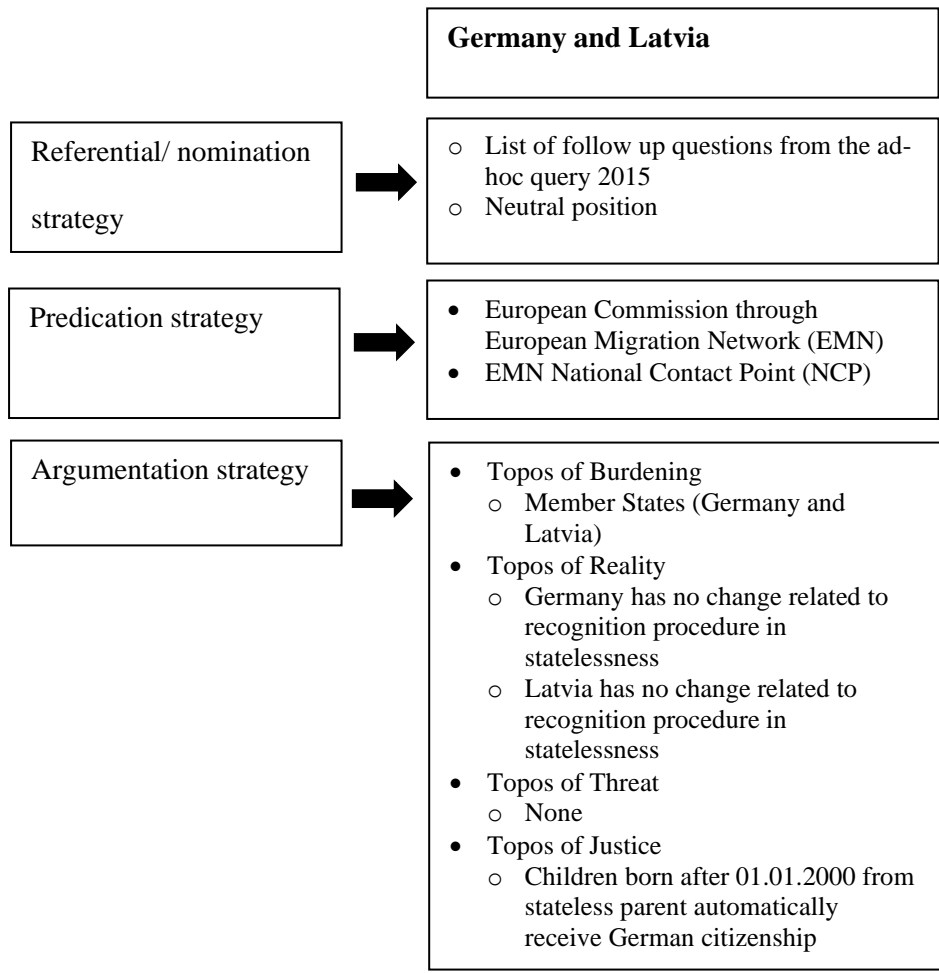 Germany and Latvia
Referential/ nomination
strategy
o List of follow up questions from the ad-
hoc query 2015
o Neutral position
Predication strategy
• European Commission through
European Migration Network (EMN)
• EMN National Contact Point (NCP)
Argumentation strategy
• Topos of Burdening
o Member States (Germany and
Latvia)
• Topos of Reality
o Germany has no change related to
recognition procedure in
statelessness
o Latvia has no change related to
recognition procedure in
statelessness
• Topos of Threat
o None
• Topos of Justice
o Children born after 01.01.2000 from
stateless parent automatically
receive German citizenship